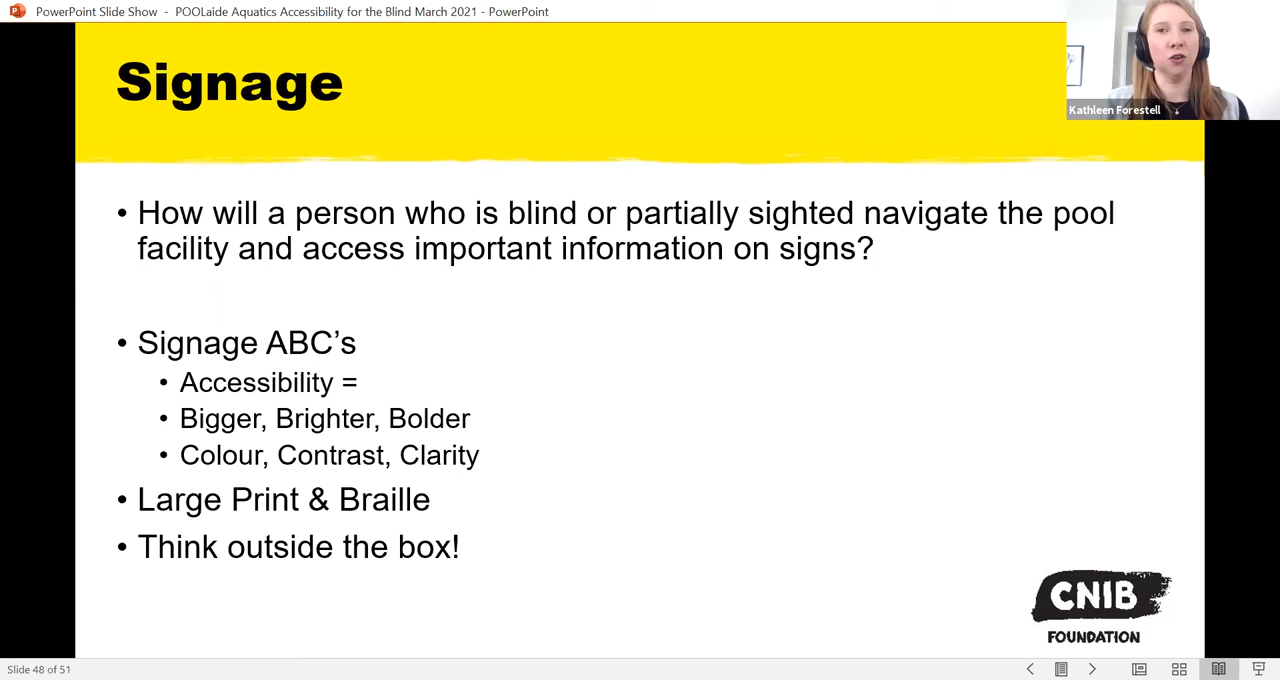 PowerPoint Slide Show - POOLaide Aquatics Accessibility for the Blind March 2021 - PowerPoint
Kathleen Forestell
Signage
• How will a person who is blind or partially sighted navigate the pool
facility and access important information on signs?
• Signage ABC’s
• Accessibility =
• Bigger, Brighter, Bolder
• Colour, Contrast, Clarity
• Large Print & Braille
• Think outside the box!
CNIB
FOUNDATION
Slide 48 of 51